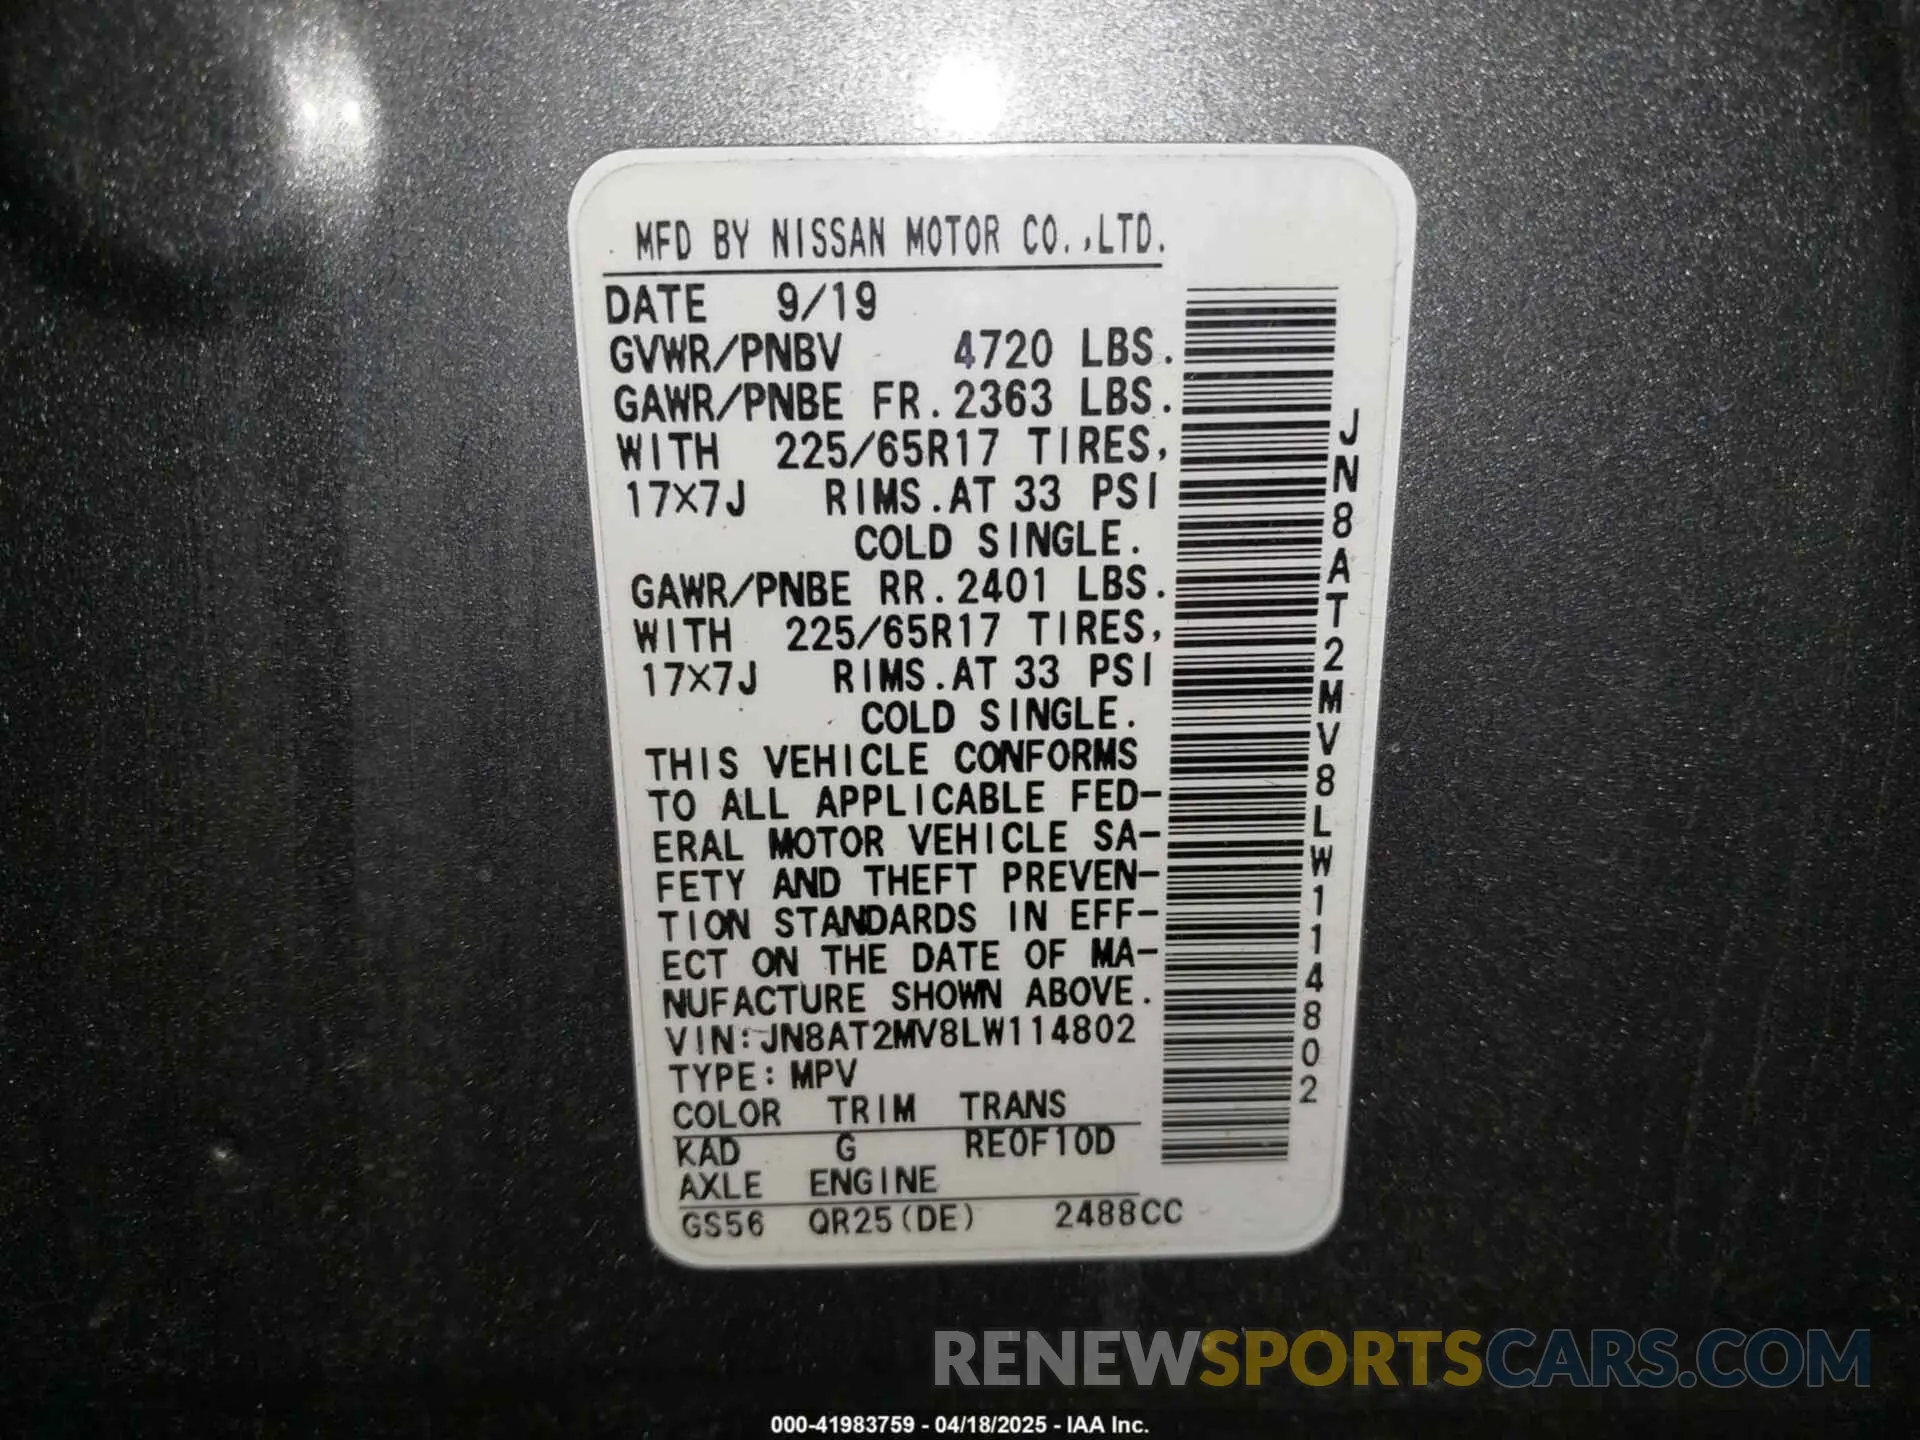 MFD BY NISSAN MOTOR CO.,LTD.
DATE 9/19
GVWR/PNBV 4720 LBS.
GAWR/PNBE FR.2363 LBS.
WITH 225/65R17 TIRES,
17X7J RIMS.AT 33 PSI
COLD SINGLE.
GAWR/PNBE RR.2401 LBS.
WITH 225/65R17 TIRES,
17X7J RIMS.AT 33 PSI
COLD SINGLE.
THIS VEHICLE CONFORMS
TO ALL APPLICABLE FED-
ERAL MOTOR VEHICLE SA-
FETY AND THEFT PREVEN-
TION STANDARDS IN EFF-
ECT ON THE DATE OF MA-
NUFACTURE SHOWN ABOVE.
VIN:JN8AT2MV8LW114802
TYPE:MPV
COLOR TRIM TRANS
KAD G RE0F10D
AXLE ENGINE
GS56 QR25(DE) 2488CC
JN8AT2MV8LW114802
RENEWSPORTSCARS.COM
000-41983759 - 04/18/2025 - IAA Inc.